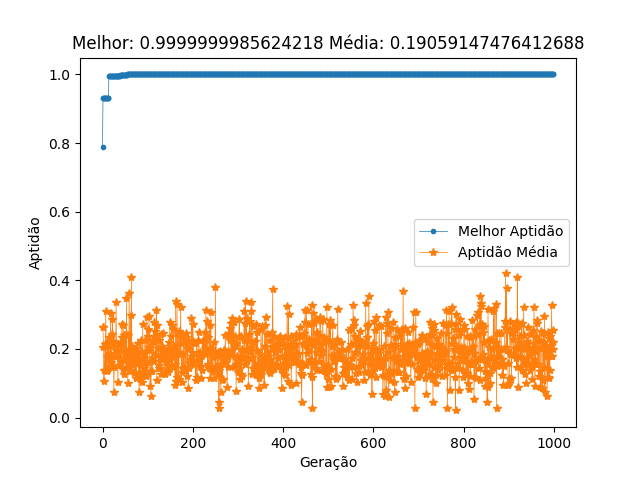 Melhor: 0.9999999985624218 Média: 0.19059147476412688
1.0
0.8
0.6
0.4
0.2
0.0
Aptidão
Melhor Aptidão
Aptidão Média
0 200 400 600 800 1000
Geração